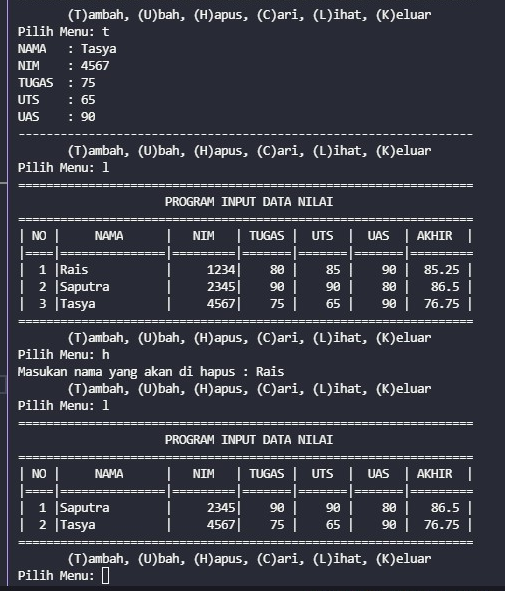 (T)ambah, (U)bah, (H)apus, (C)ari, (L)ihat, (K)eluar
Pilih Menu: t
NAMA   : Tasya
NIM    : 4567
TUGAS  : 75
UTS    : 65
UAS    : 90
-----------------------------------------------------------------
       (T)ambah, (U)bah, (H)apus, (C)ari, (L)ihat, (K)eluar
Pilih Menu: l
=================================================================
                     PROGRAM INPUT DATA NILAI
=================================================================
| NO |     NAMA      |   NIM   | TUGAS |  UTS  |  UAS  | AKHIR  |
|====|===============|=========|=======|=======|=======|=========
|  1 |Rais           |     1234|    80 |    85 |    90 |  85.25 |
|  2 |Saputra        |     2345|    90 |    90 |    80 |   86.5 |
|  3 |Tasya          |     4567|    75 |    65 |    90 |  76.75 |
=================================================================
       (T)ambah, (U)bah, (H)apus, (C)ari, (L)ihat, (K)eluar
Pilih Menu: h
Masukan nama yang akan di hapus : Rais
       (T)ambah, (U)bah, (H)apus, (C)ari, (L)ihat, (K)eluar
Pilih Menu: l
=================================================================
                     PROGRAM INPUT DATA NILAI
=================================================================
| NO |     NAMA      |   NIM   | TUGAS |  UTS  |  UAS  | AKHIR  |
|====|===============|=========|=======|=======|=======|=========
|  1 |Saputra        |     2345|    90 |    90 |    80 |   86.5 |
|  2 |Tasya          |     4567|    75 |    65 |    90 |  76.75 |
=================================================================
       (T)ambah, (U)bah, (H)apus, (C)ari, (L)ihat, (K)eluar
Pilih Menu: